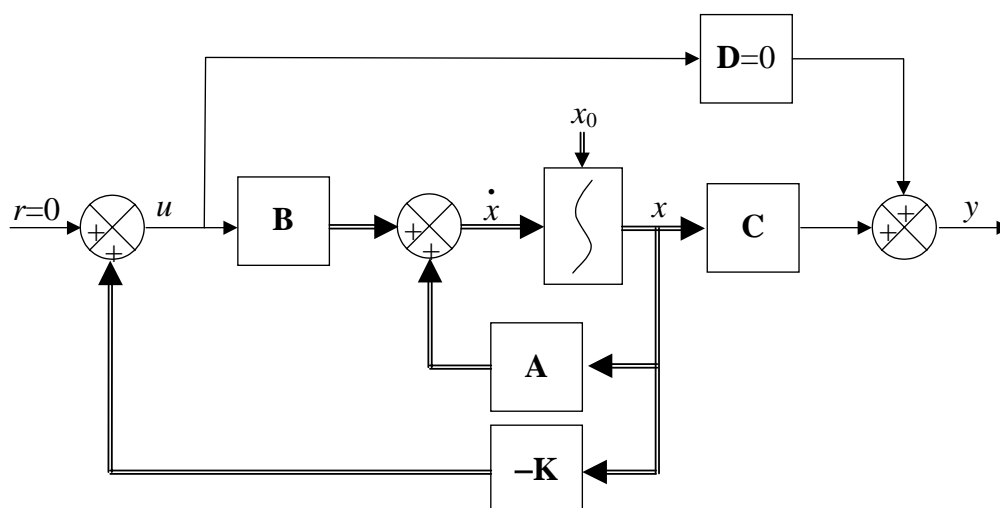 D=0
x₀
r=0
+
+
u
B
+
+
ẋ
x
C
+
+
y
A
–K